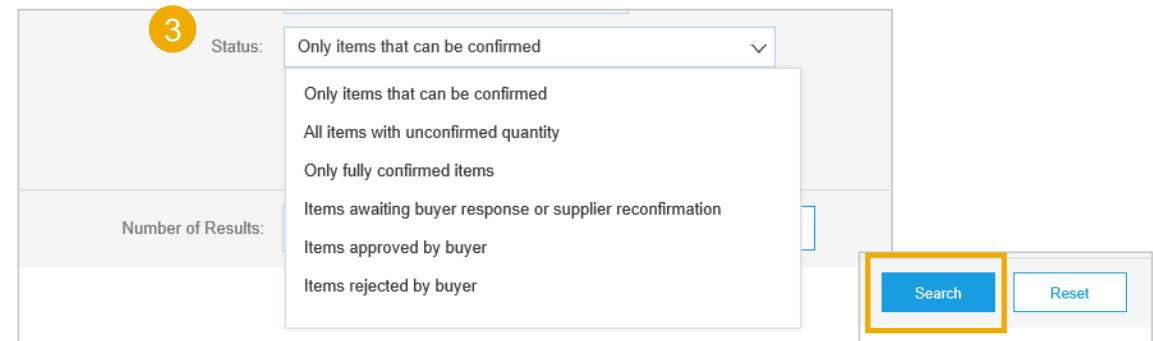 3
Status: Only items that can be confirmed
Only items that can be confirmed
All items with unconfirmed quantity
Only fully confirmed items
Items awaiting buyer response or supplier reconfirmation
Number of Results:
Items approved by buyer
Items rejected by buyer
Search Reset